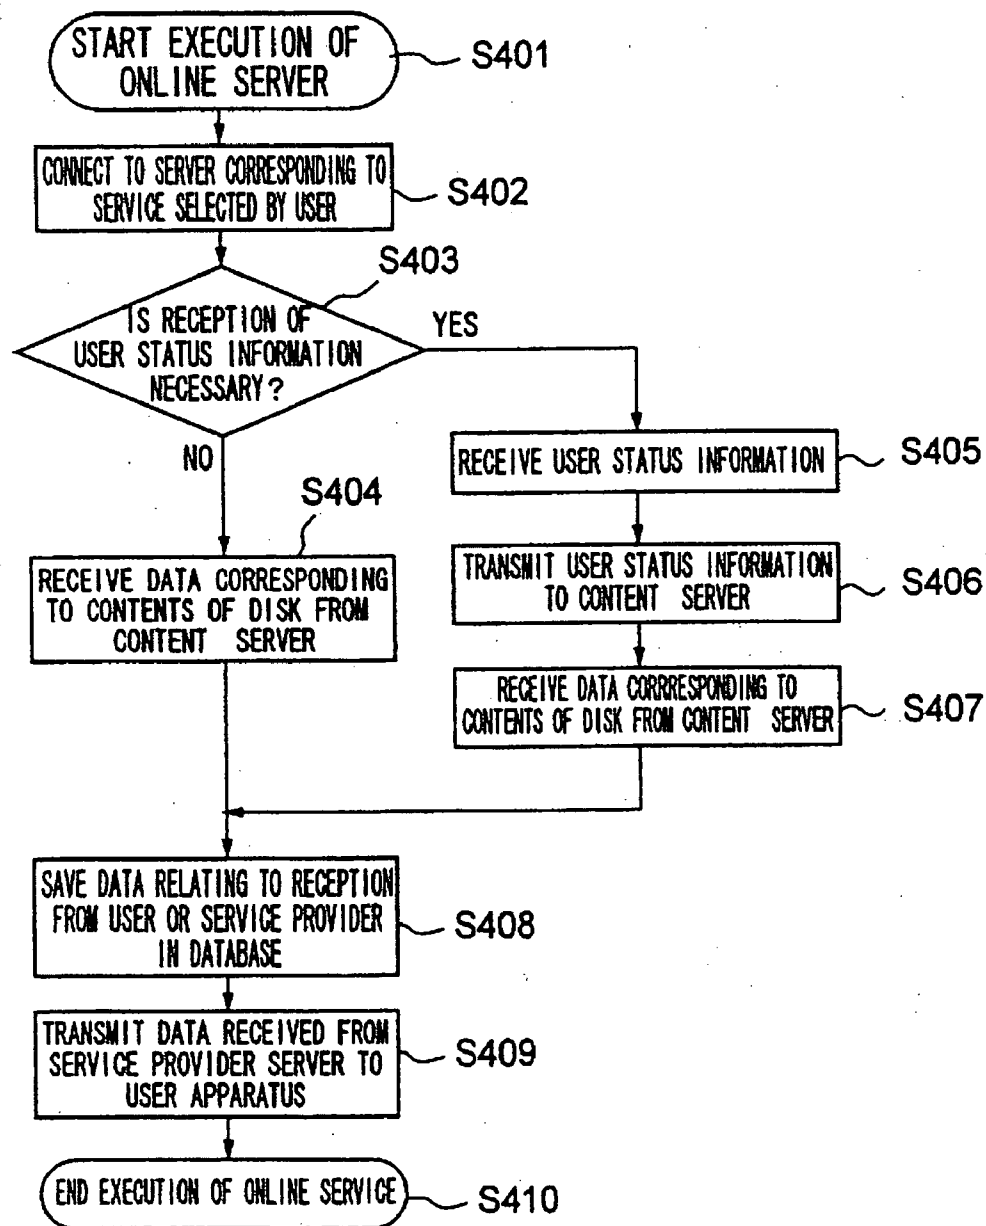 START EXECUTION OF
ONLINE SERVER
S401
CONNECT TO SERVER CORRESPONDING TO
SERVICE SELECTED BY USER
S402
S403
IS RECEPTION OF
USER STATUS INFORMATION
NECESSARY?
YES
NO
S404
RECEIVE DATA CORRESPONDING
TO CONTENTS OF DISK FROM
CONTENT SERVER
RECEIVE USER STATUS INFORMATION
S405
TRANSMIT USER STATUS INFORMATION
TO CONTENT SERVER
S406
RECEIVE DATA CORRRESPONDING TO
CONTENTS OF DISK FROM CONTENT SERVER
S407
SAVE DATA RELATING TO RECEPTION
FROM USER OR SERVICE PROVIDER
IN DATABASE
S408
TRANSMIT DATA RECEIVED FROM
SERVICE PROVIDER SERVER TO
USER APPARATUS
S409
END EXECUTION OF ONLINE SERVICE
S410